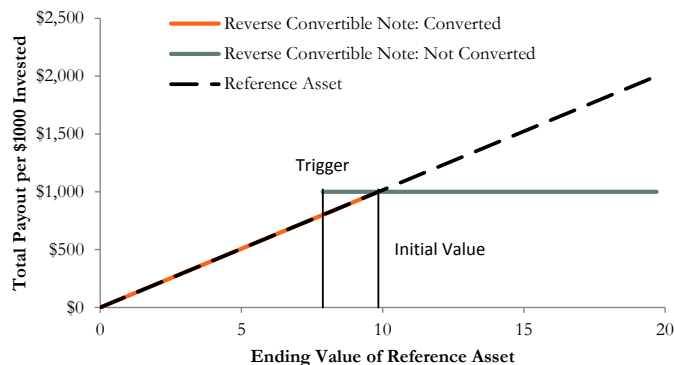 $2,500
$2,000
$1,500
$1,000
$500
$0
Total Payout per $1000 Invested
Reverse Convertible Note: Converted
Reverse Convertible Note: Not Converted
Reference Asset
Trigger
Initial Value
0 5 10 15 20
Ending Value of Reference Asset